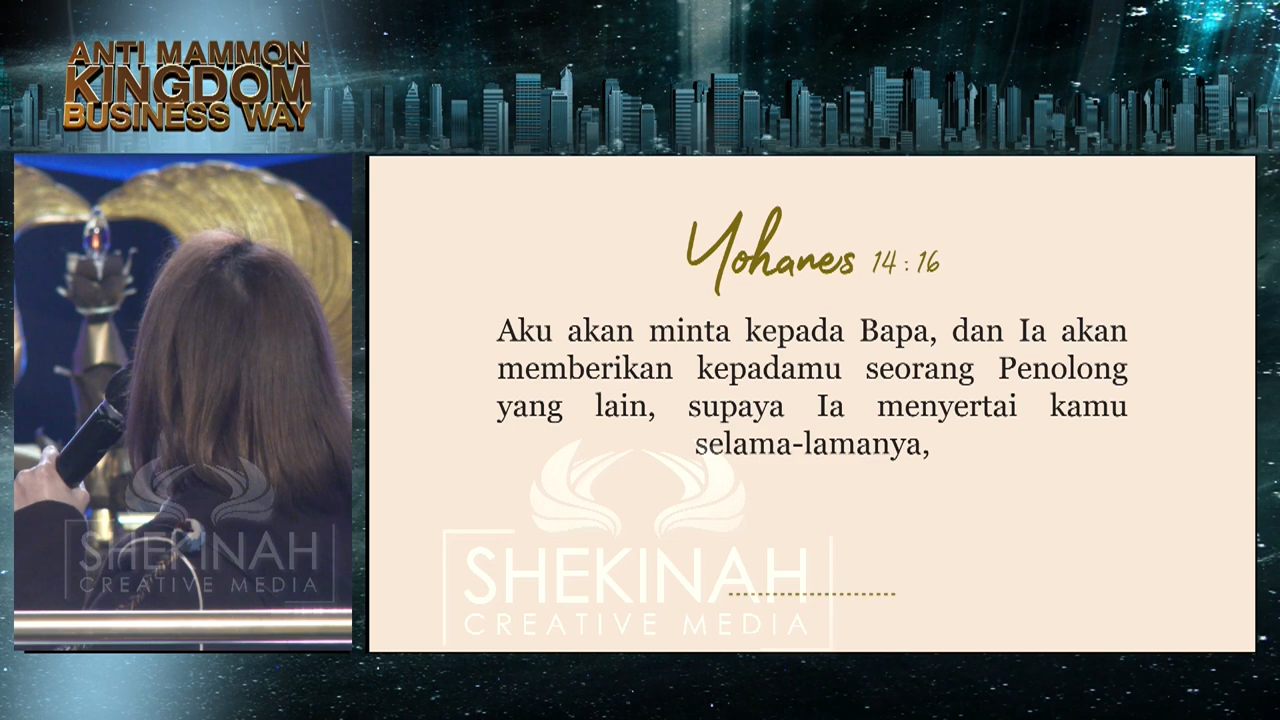 ANTI MAMMON
KINGDOM
BUSINESS WAY
Yohanes 14 : 16
Aku akan minta kepada Bapa, dan Ia akan
memberikan kepadamu seorang Penolong
yang lain, supaya Ia menyertai kamu
selama-lamanya,
SHEKINAH
CREATIVE MEDIA
SHEKINAH
CREATIVE MEDIA